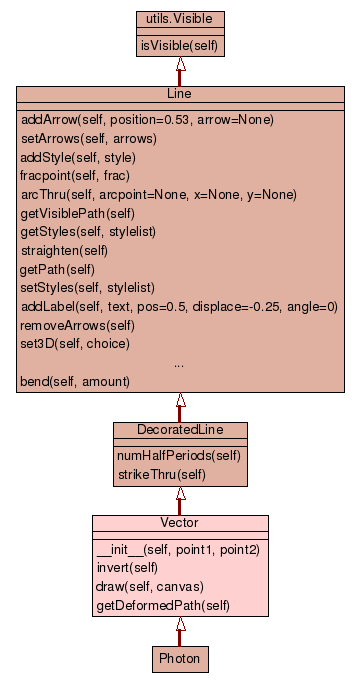 utils.Visible
isVisible(self)
Line
addArrow(self, position=0.53, arrow=None)
setArrows(self, arrows)
addStyle(self, style)
fracpoint(self, frac)
arcThru(self, arcpoint=None, x=None, y=None)
getVisiblePath(self)
getStyles(self, stylelist)
straighten(self)
getPath(self)
setStyles(self, stylelist)
addLabel(self, text, pos=0.5, displace=-0.25, angle=0)
removeArrows(self)
set3D(self, choice)
...
bend(self, amount)
DecoratedLine
numHalfPeriods(self)
strikeThru(self)
Vector
__init__(self, point1, point2)
invert(self)
draw(self, canvas)
getDeformedPath(self)
Photon